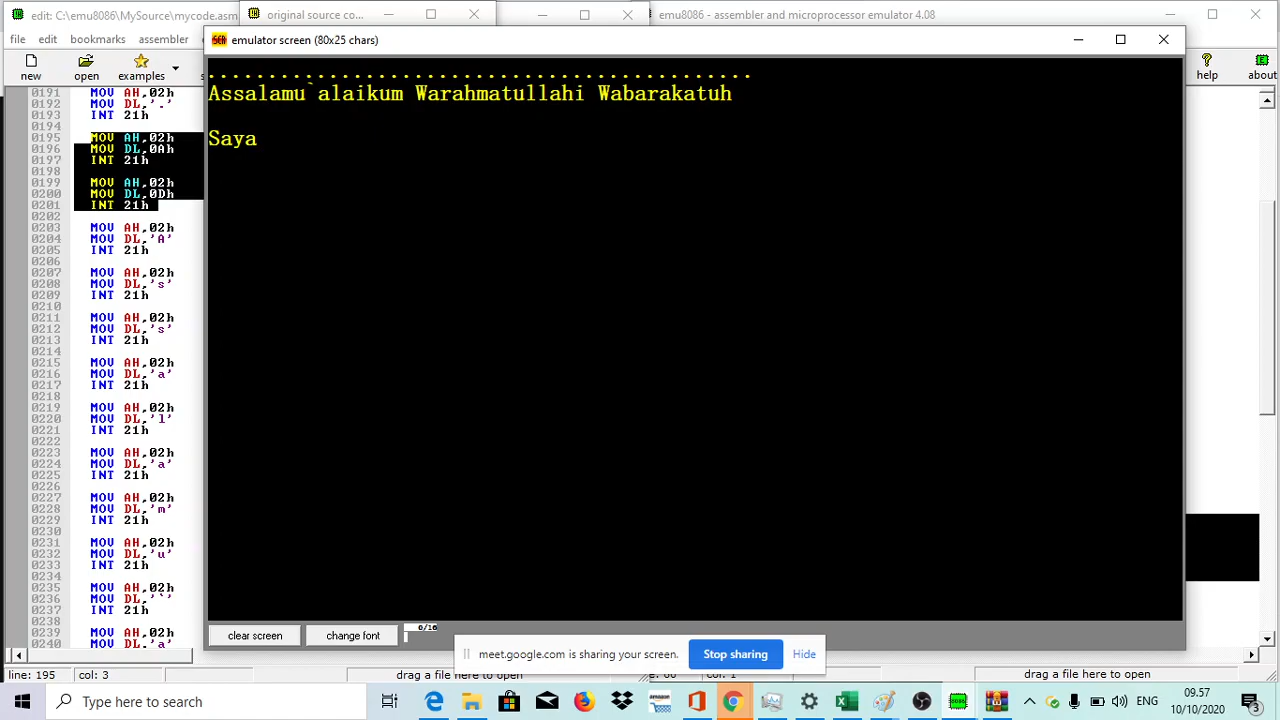 edit: C:\emu8086\MySource\mycode.asm
original source co...
emu8086 - assembler and microprocessor emulator 4.08
file edit bookmarks assembler
emulator screen (80x25 chars)
new open examples
help about
0191 MOV AH,02h
0192 MOV DL,'.'
0193 INT 21h
0194
0195 MOV AH,02h
0196 MOV DL,0Ah
0197 INT 21h
0198
0199 MOV AH,02h
0200 MOV DL,0Dh
0201 INT 21h
0202
0203 MOV AH,02h
0204 MOV DL,'A'
0205 INT 21h
0206
0207 MOV AH,02h
0208 MOV DL,'s'
0209 INT 21h
0210
0211 MOV AH,02h
0212 MOV DL,'s'
0213 INT 21h
0214
0215 MOV AH,02h
0216 MOV DL,'a'
0217 INT 21h
0218
0219 MOV AH,02h
0220 MOV DL,'l'
0221 INT 21h
0222
0223 MOV AH,02h
0224 MOV DL,'a'
0225 INT 21h
0226
0227 MOV AH,02h
0228 MOV DL,'m'
0229 INT 21h
0230
0231 MOV AH,02h
0232 MOV DL,'u'
0233 INT 21h
0234
0235 MOV AH,02h
0236 MOV DL,'`'
0237 INT 21h
0238
0239 MOV AH,02h
0240 MOV DL,'a'
............................................
Assalamu`alaikum Warahmatullahi Wabarakatuh
Saya
clear screen change font 0/16
meet.google.com is sharing your screen. Stop sharing Hide
line: 195 col: 3 drag a file here to open col: 1 drag a file here to open
Type here to search
ENG
09.57
10/10/2020
3